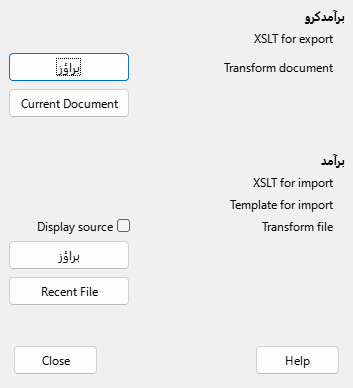 برآمدکرو
XSLT for export
Transform document
براؤز
Current Document
برآمد
XSLT for import
Template for import
Transform file
Display source
براؤز
Recent File
Help
Close